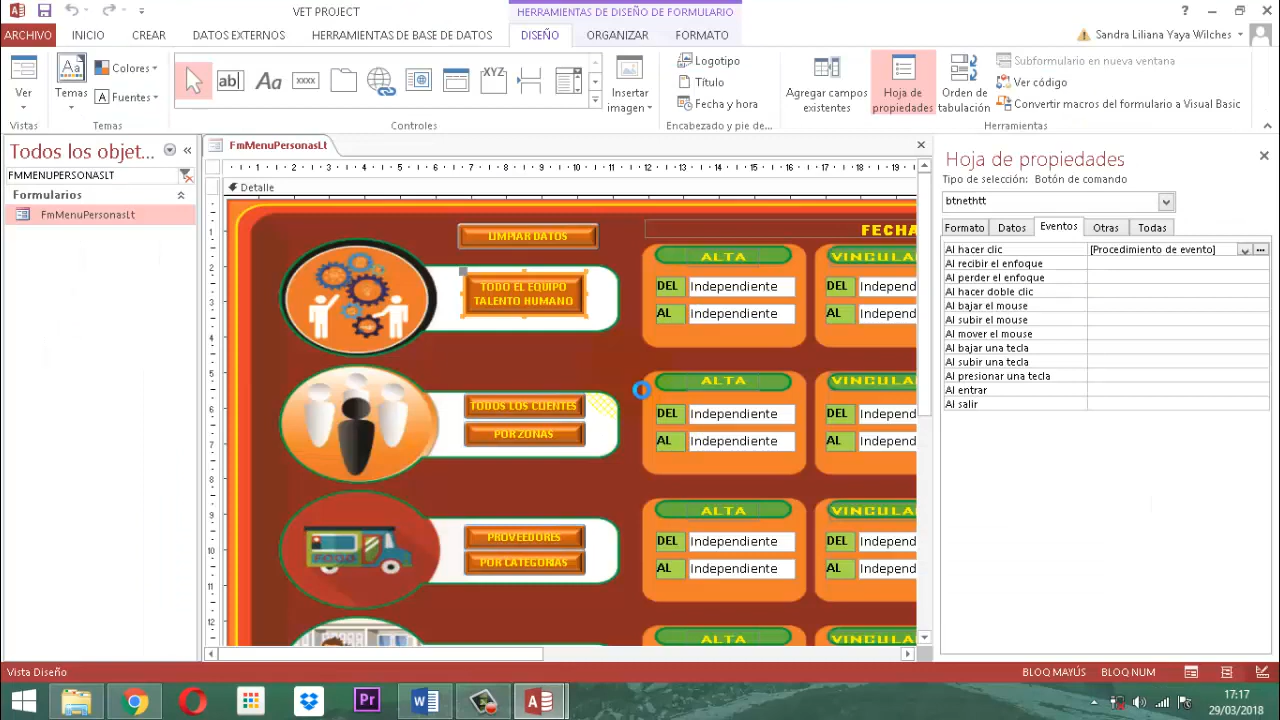 VET PROJECT
HERRAMIENTAS DE DISEÑO DE FORMULARIO
ARCHIVO
INICIO
CREAR
DATOS EXTERNOS
HERRAMIENTAS DE BASE DE DATOS
DISEÑO
ORGANIZAR
FORMATO
Sandra Liliana Yaya Wilches
Ver
Vistas
Temas
Colores
Fuentes
Temas
ab|
Aa
xxxx
XYZ
Controles
Insertar
imagen
Logotipo
Título
Fecha y hora
Encabezado y pie de...
Agregar campos
existentes
Hoja de
propiedades
Orden de
tabulación
Subformulario en nueva ventana
Ver código
Convertir macros del formulario a Visual Basic
Herramientas
Todos los objet...
FMMENUPERSONASLT
Formularios
FmMenuPersonasLt
FmMenuPersonasLt
Detalle
LIMPIAR DATOS
TODO EL EQUIPO
TALENTO HUMANO
FECHA
ALTA
VINCULA
DEL Independiente
DEL Independ
AL Independiente
AL Independ
TODOS LOS CLIENTES
POR ZONAS
ALTA
VINCULA
DEL Independiente
DEL Independ
AL Independiente
AL Independ
PROVEEDORES
POR CATEGORIAS
ALTA
VINCULA
DEL Independiente
DEL Independ
AL Independiente
AL Independ
ALTA
VINCULA
Hoja de propiedades
Tipo de selección: Botón de comando
btnethtt
Formato
Datos
Eventos
Otras
Todas
Al hacer clic [Procedimiento de evento]
Al recibir el enfoque
Al perder el enfoque
Al hacer doble clic
Al bajar el mouse
Al subir el mouse
Al mover el mouse
Al bajar una tecla
Al subir una tecla
Al presionar una tecla
Al entrar
Al salir
Vista Diseño
BLOQ MAYÚS
BLOQ NUM
Pr
17:17
29/03/2018